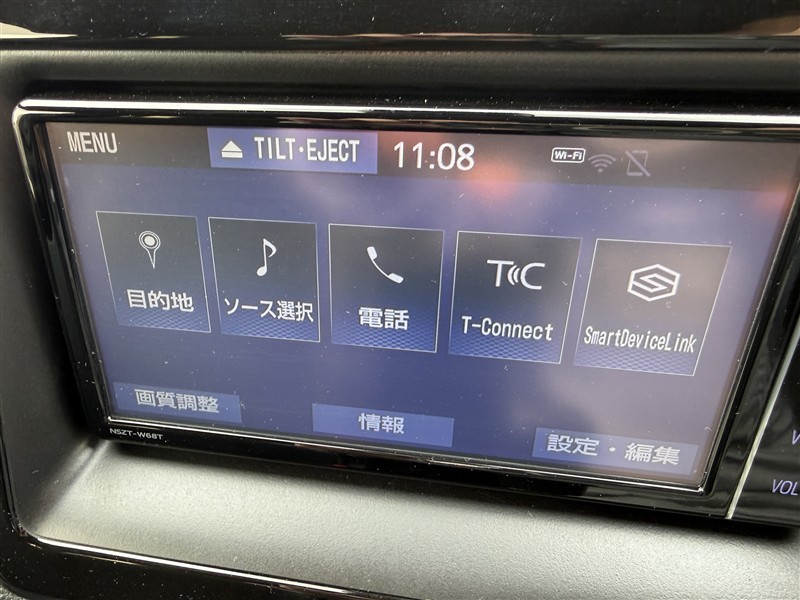 MENU
TILT・EJECT
11:08
Wi-Fi
目的地
ソース選択
電話
T-Connect
SmartDeviceLink
画質調整
情報
設定・編集
NSZT-W68T
VOL